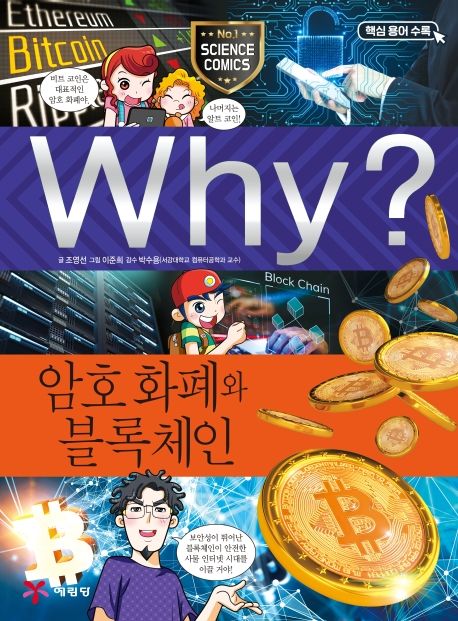 Ethereum
Bitcoin
No.1
SCIENCE
COMICS
핵심 용어 수록
비트 코인은
대표적인
암호 화폐야.
나머지는
알트 코인!
Why?
글 조영선 그림 이준희 감수 박수용(서강대학교 컴퓨터공학과 교수)
Block Chain
암호 화폐와
블록체인
보안성이 뛰어난
블록체인이 안전한
사물 인터넷 시대를
이끌 거야!
예림당